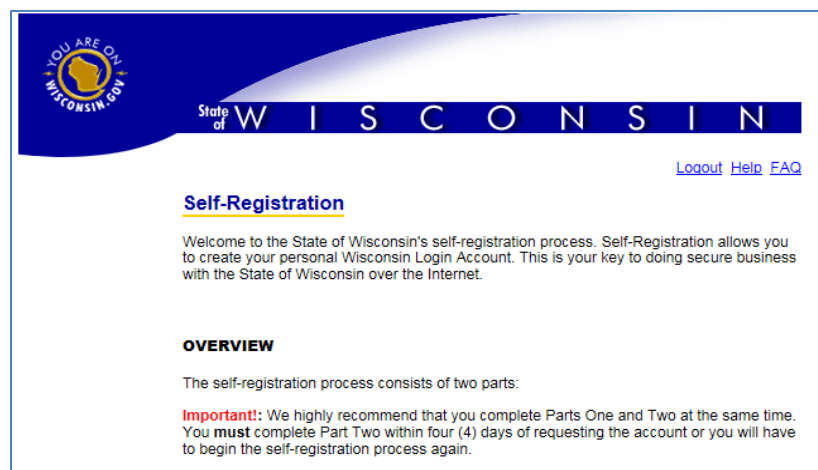 YOU ARE ON
WISCONSIN.GOV
State of WISCONSIN
Logout Help FAQ
Self-Registration
Welcome to the State of Wisconsin's self-registration process. Self-Registration allows you
to create your personal Wisconsin Login Account. This is your key to doing secure business
with the State of Wisconsin over the Internet.
OVERVIEW
The self-registration process consists of two parts:
Important!: We highly recommend that you complete Parts One and Two at the same time.
You must complete Part Two within four (4) days of requesting the account or you will have
to begin the self-registration process again.